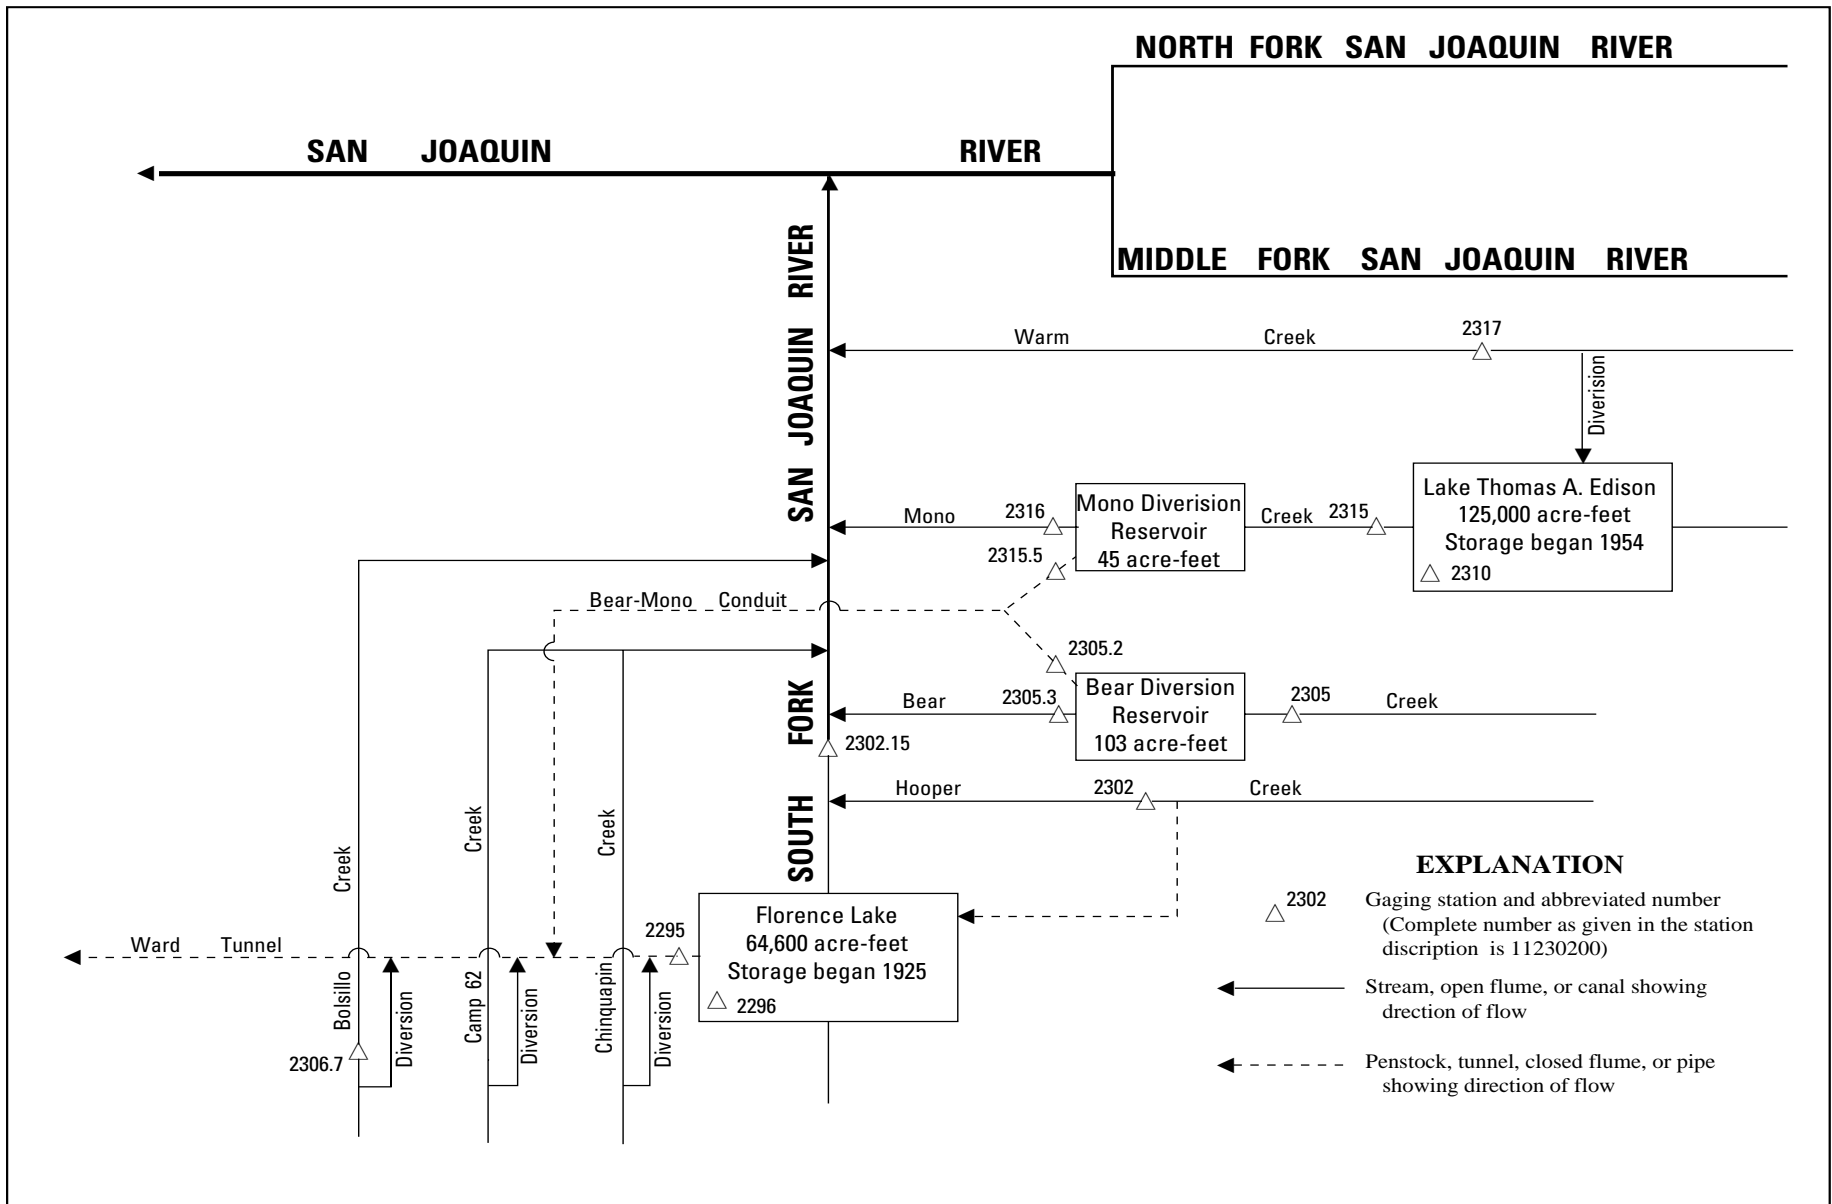 NORTH FORK SAN JOAQUIN RIVER
SAN JOAQUIN RIVER
MIDDLE FORK SAN JOAQUIN RIVER
SOUTH FORK SAN JOAQUIN RIVER
2317
Warm Creek
Diverision
Lake Thomas A. Edison
125,000 acre-feet
Storage began 1954
2310
Mono Diverision
Reservoir
45 acre-feet
Mono 2316 Creek 2315
2315.5
Bear-Mono Conduit
2305.2
Bear Diversion
Reservoir
103 acre-feet
Bear 2305.3 2305 Creek
2302.15
Hooper 2302 Creek
Florence Lake
64,600 acre-feet
Storage began 1925
2296
2295
Ward Tunnel
Bolsillo Creek
Camp 62 Creek
Chinquapin Creek
Diversion
Diversion
Diversion
2306.7
EXPLANATION
2302 Gaging station and abbreviated number
(Complete number as given in the station
discription is 11230200)
Stream, open flume, or canal showing
direction of flow
Penstock, tunnel, closed flume, or pipe
showing direction of flow